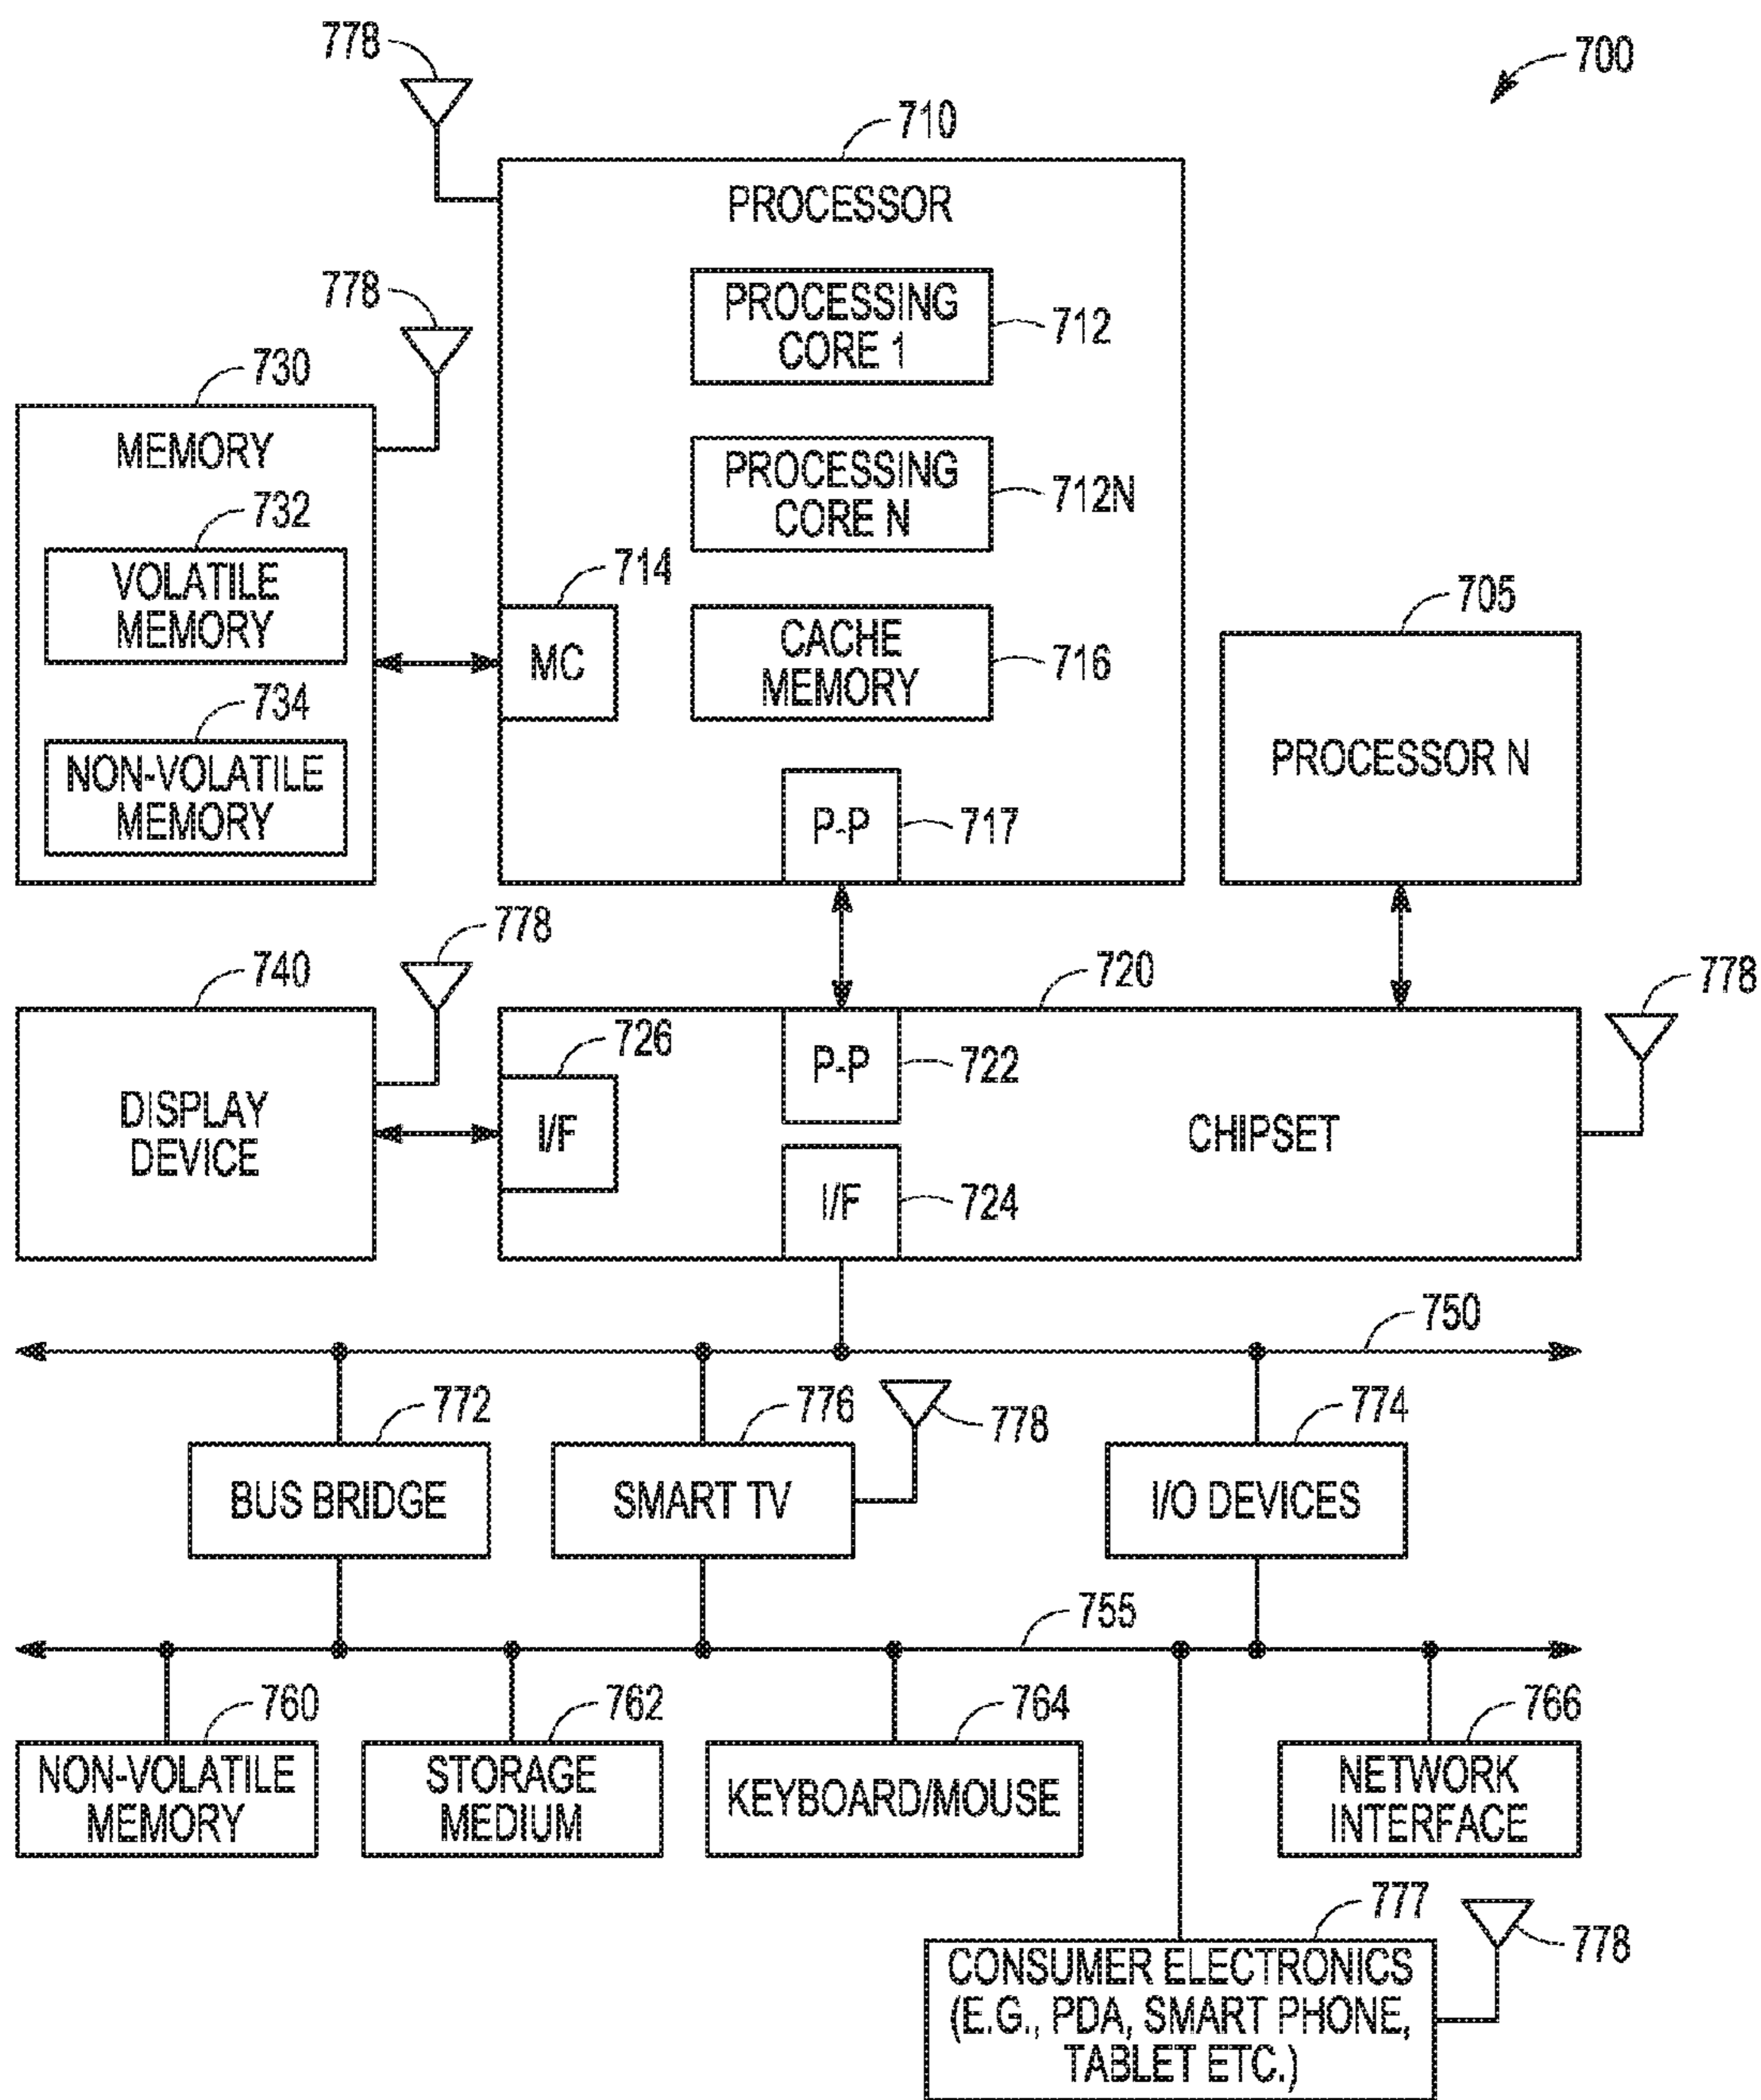 778
700
710
PROCESSOR
PROCESSING
CORE 1
712
778
730
MEMORY
PROCESSING
CORE N
712N
732
VOLATILE
MEMORY
714
MC
CACHE
MEMORY
716
705
PROCESSOR N
734
NON-VOLATILE
MEMORY
P-P
717
778
740
DISPLAY
DEVICE
720
778
726
I/F
P-P
722
CHIPSET
I/F
724
750
772
BUS BRIDGE
776
SMART TV
778
774
I/O DEVICES
755
760
NON-VOLATILE
MEMORY
762
STORAGE
MEDIUM
764
KEYBOARD/MOUSE
766
NETWORK
INTERFACE
777
CONSUMER ELECTRONICS
(E.G., PDA, SMART PHONE,
TABLET ETC.)
778